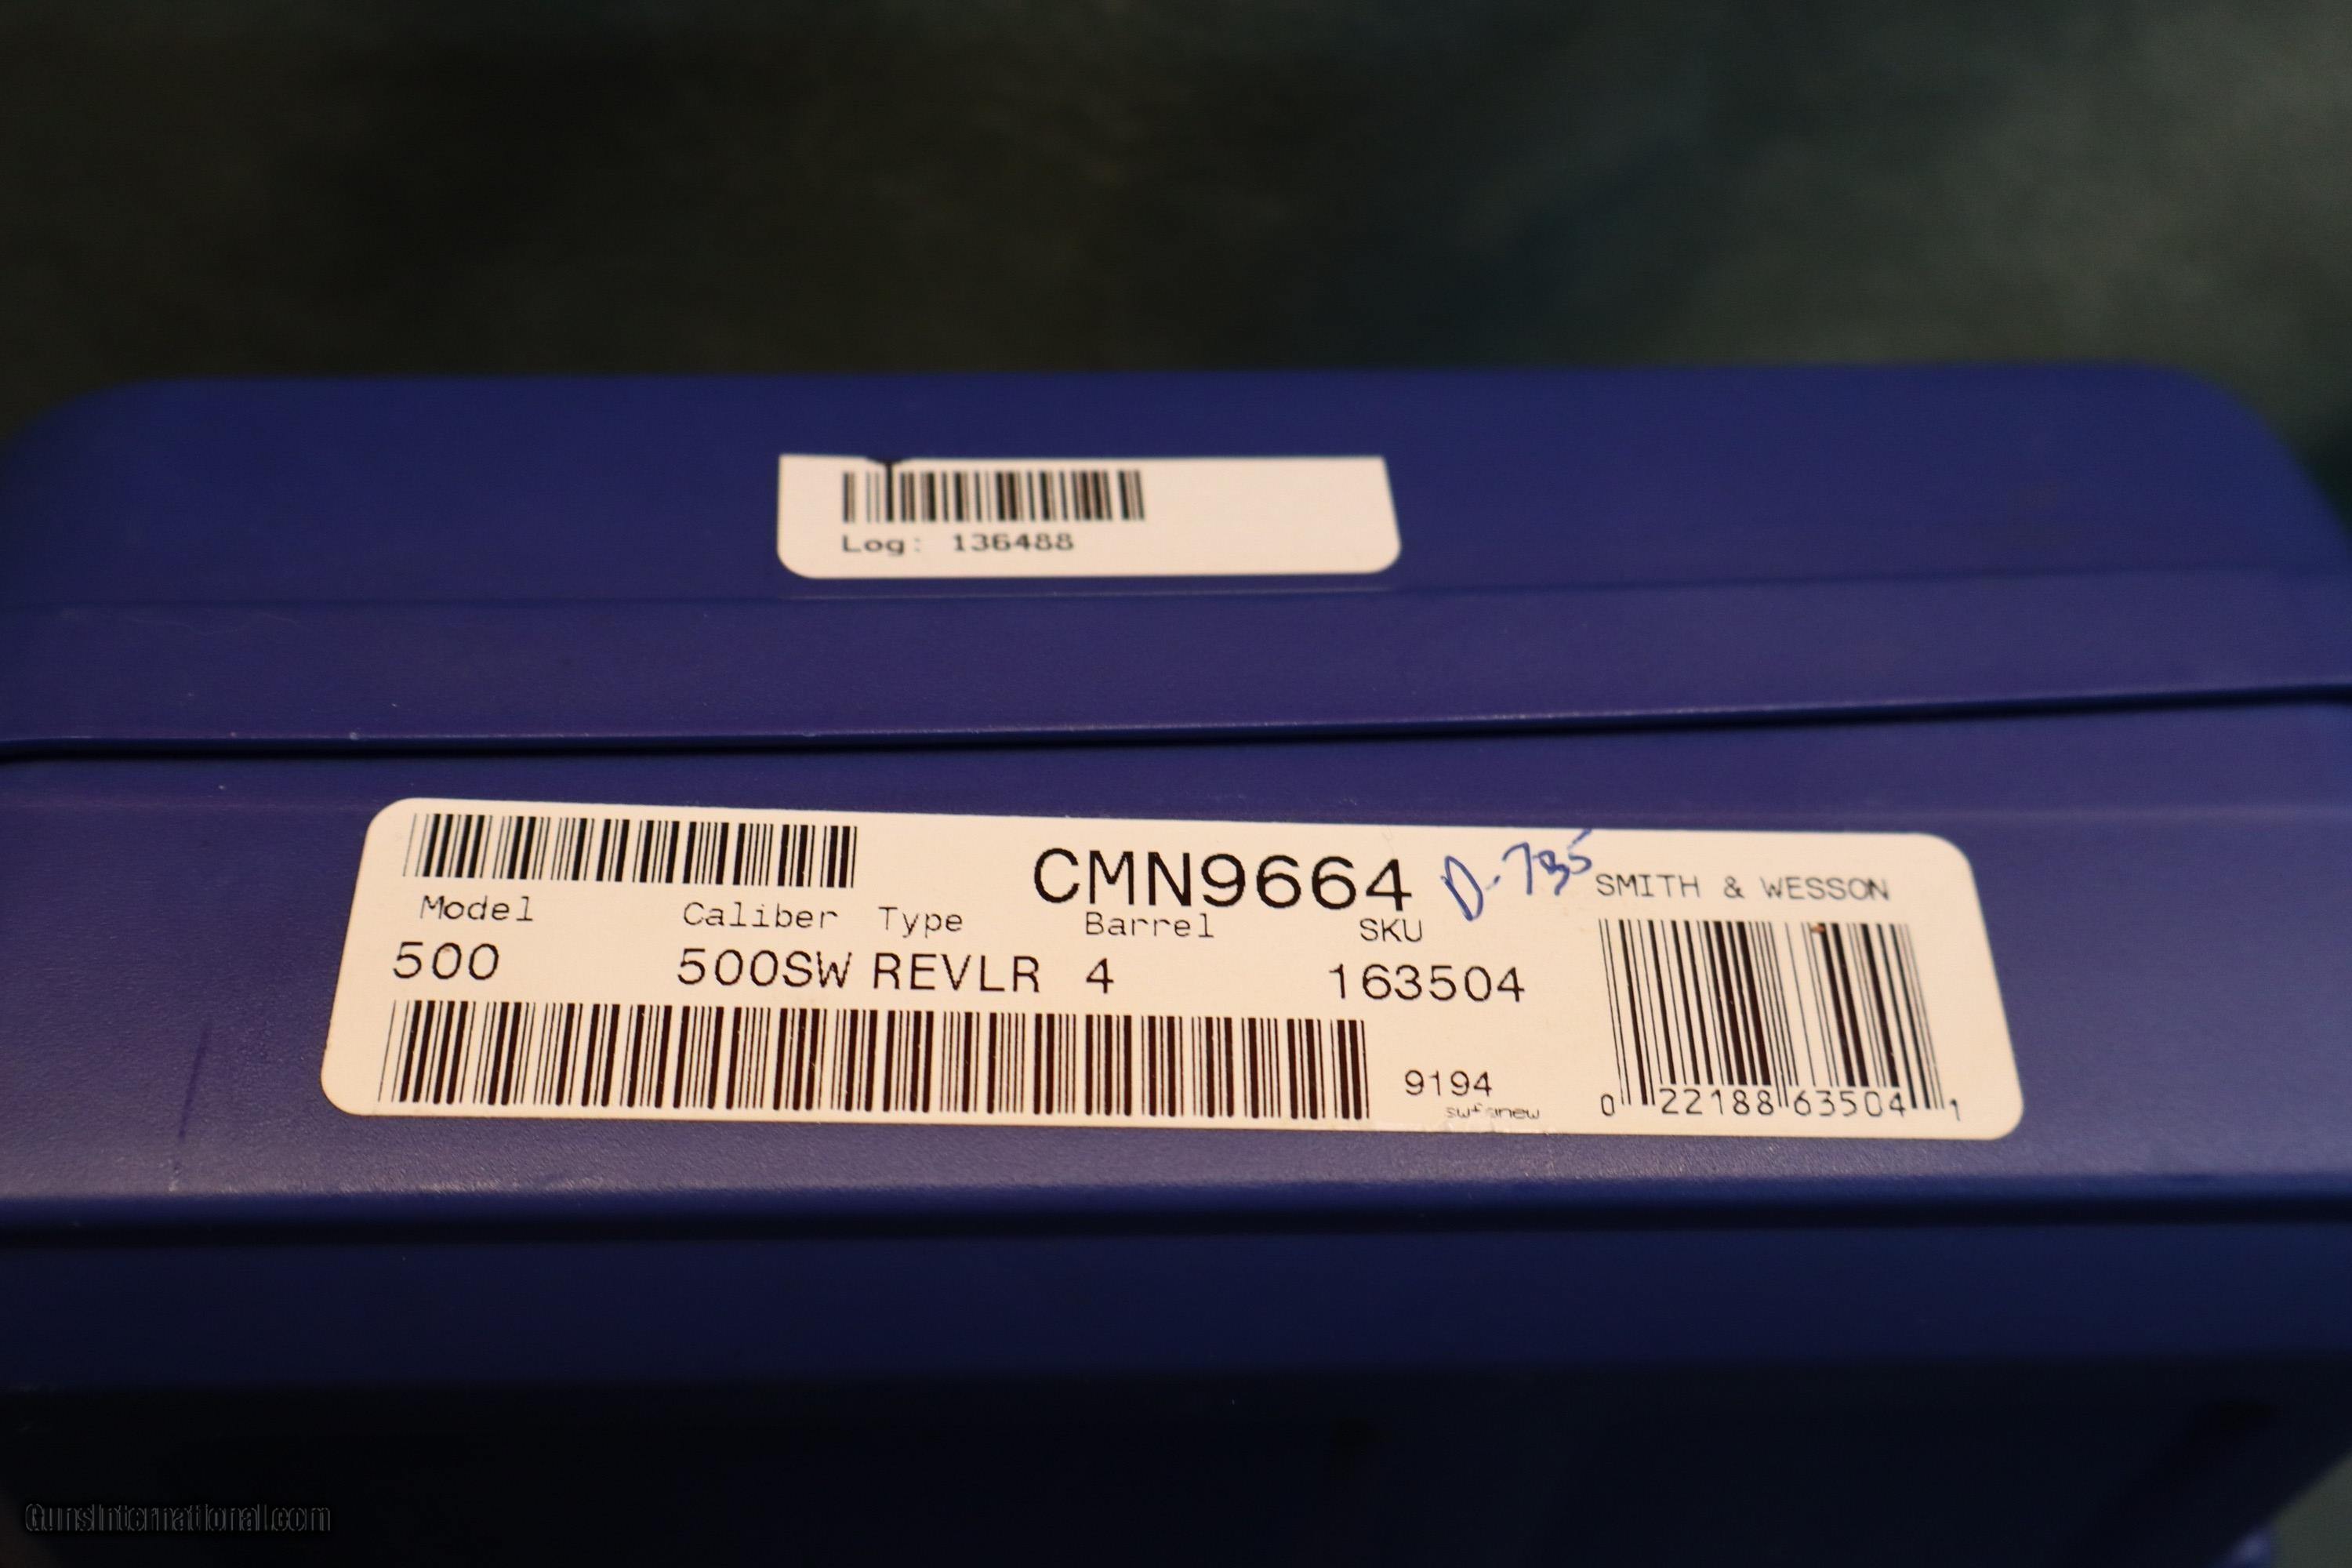 Log: 136488
CMN9664 D-735
SMITH & WESSON
Model Caliber Type Barrel SKU
500 500SW REVLR 4 163504
9194
0 22188 63504 1
GunsInternational.com